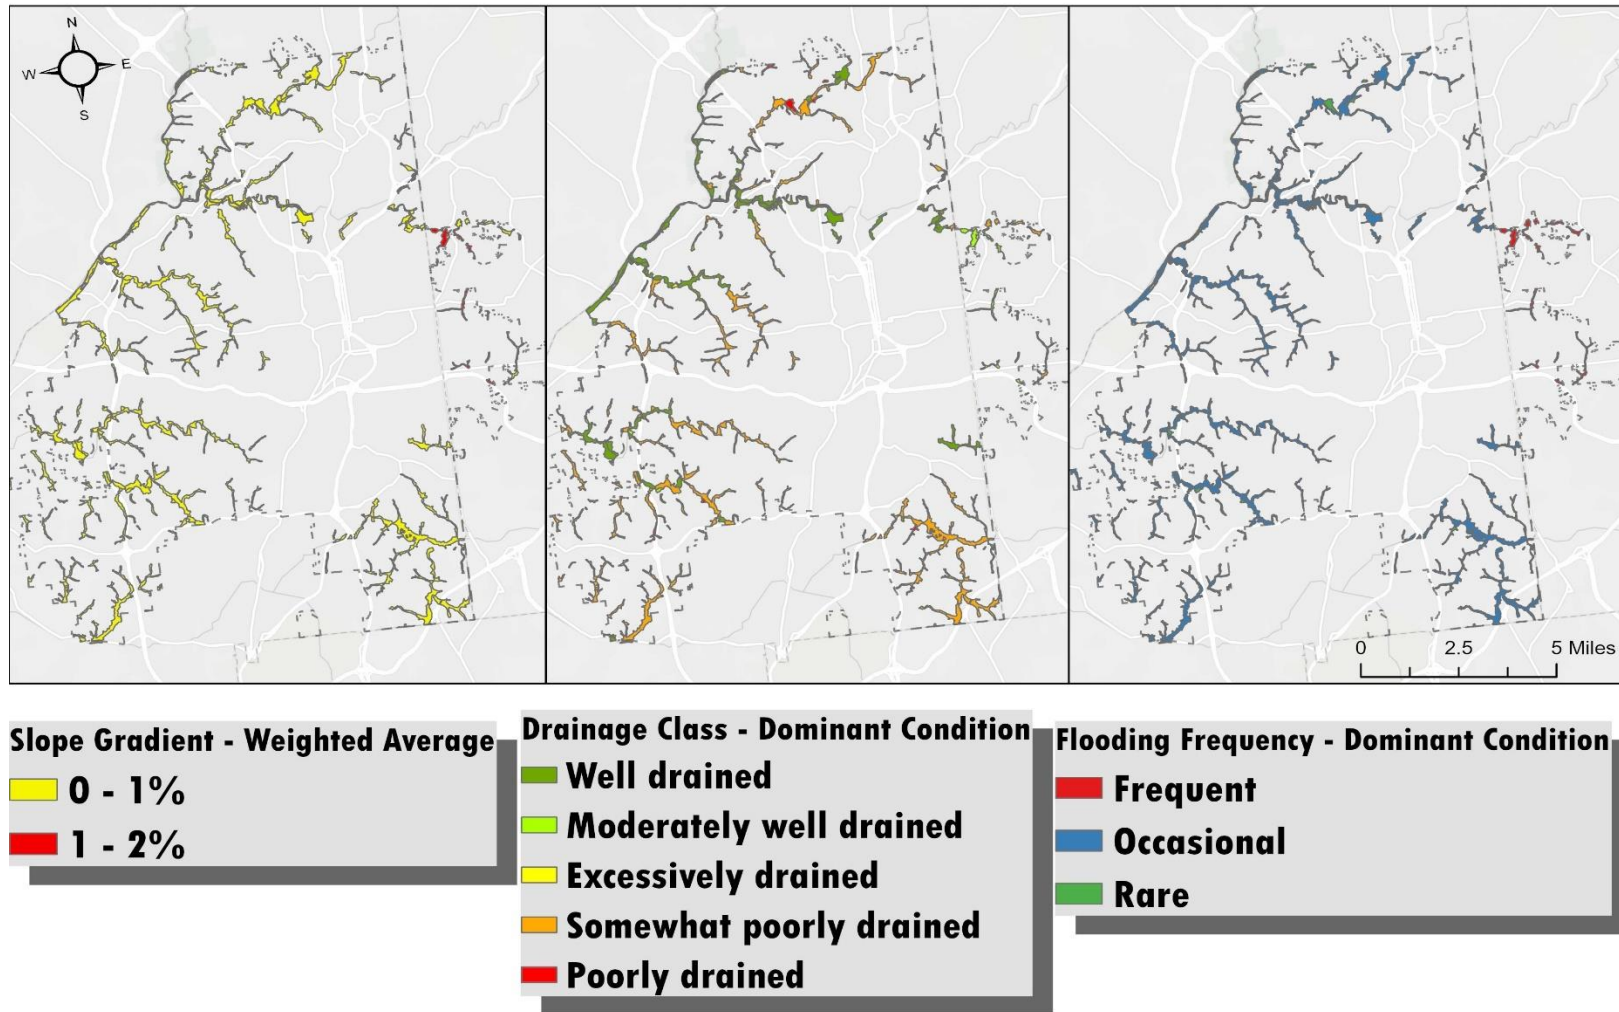 N
W
E
S
0 2.5 5 Miles
Slope Gradient - Weighted Average
0 - 1%
1 - 2%
Drainage Class - Dominant Condition
Well drained
Moderately well drained
Excessively drained
Somewhat poorly drained
Poorly drained
Flooding Frequency - Dominant Condition
Frequent
Occasional
Rare